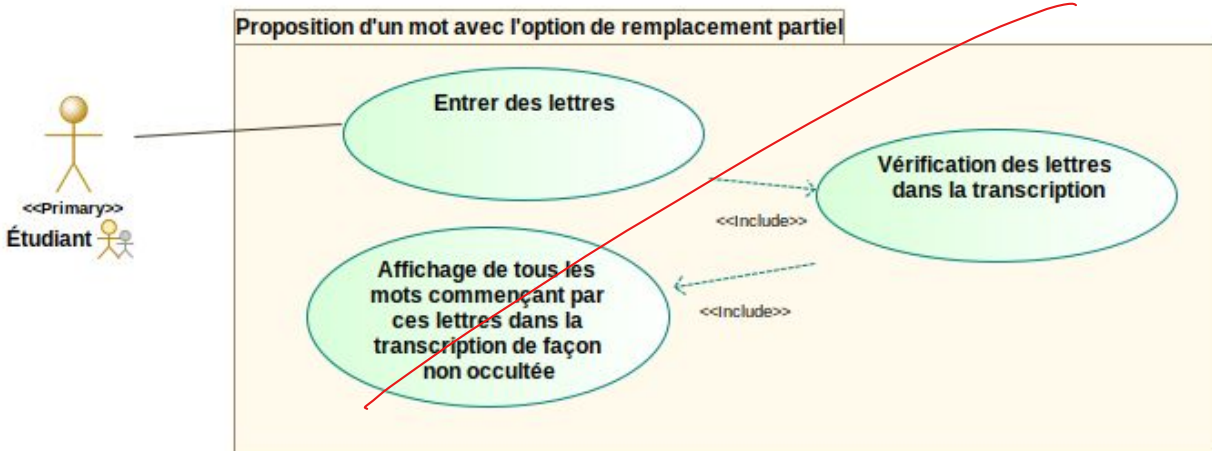 Proposition d'un mot avec l'option de remplacement partiel
Entrer des lettres
Vérification des lettres
dans la transcription
<<Primary>>
Étudiant
<<Include>>
Affichage de tous les
mots commençant par
ces lettres dans la
transcription de façon
non occultée
<<Include>>